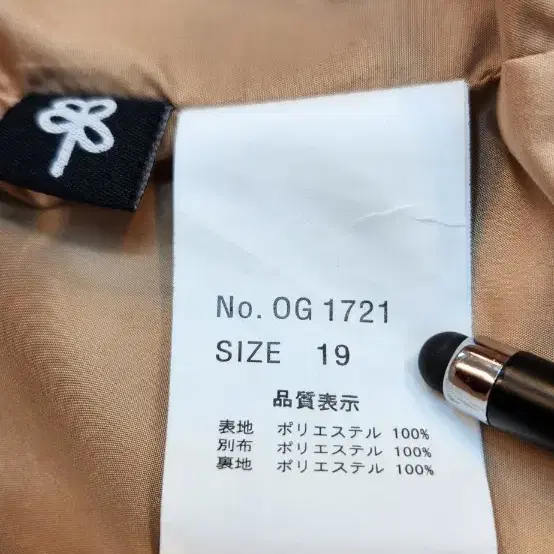 No. OG 1721
SIZE 19
品質表示
表地 ポリエステル 100%
別布 ポリエステル 100%
裏地 ポリエステル 100%